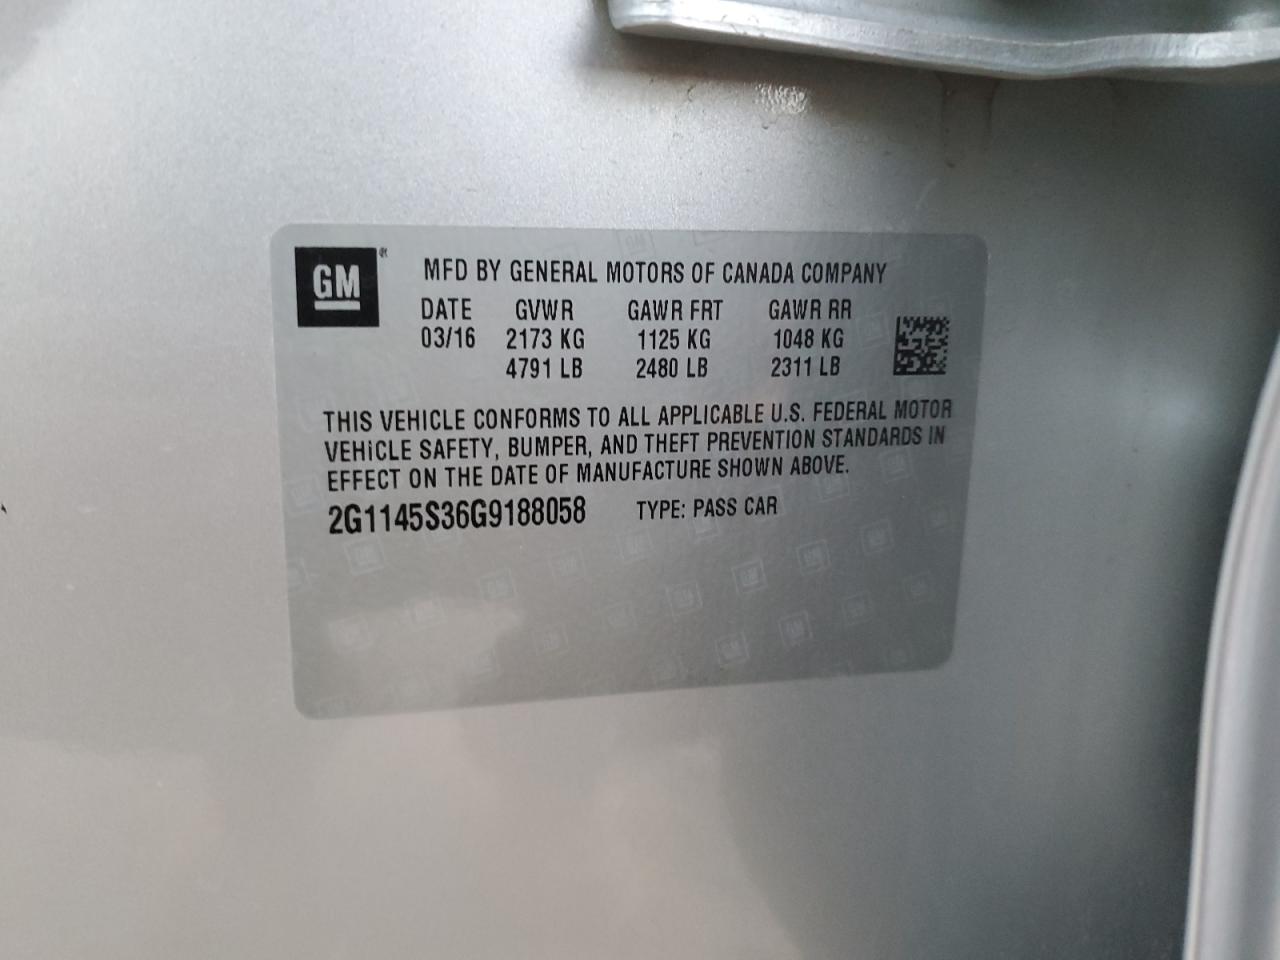 GM
MFD BY GENERAL MOTORS OF CANADA COMPANY
DATE GVWR GAWR FRT GAWR RR
03/16 2173 KG 1125 KG 1048 KG
4791 LB 2480 LB 2311 LB
THIS VEHICLE CONFORMS TO ALL APPLICABLE U.S. FEDERAL MOTOR
VEHICLE SAFETY, BUMPER, AND THEFT PREVENTION STANDARDS IN
EFFECT ON THE DATE OF MANUFACTURE SHOWN ABOVE.
2G1145S36G9188058 TYPE: PASS CAR